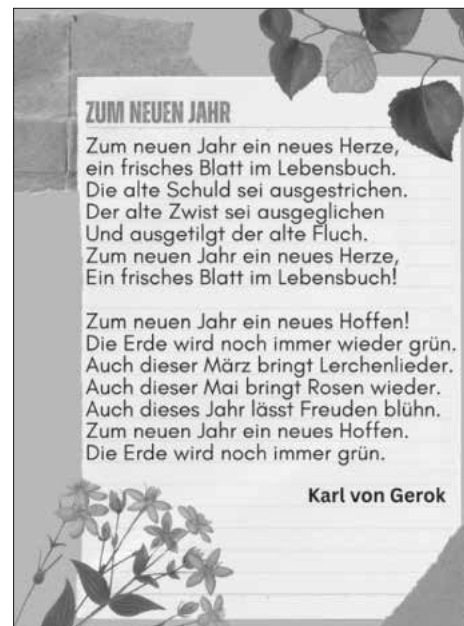 ZUM NEUEN JAHR
Zum neuen Jahr ein neues Herze,
ein frisches Blatt im Lebensbuch.
Die alte Schuld sei ausgestrichen.
Der alte Zwist sei ausgeglichen
Und ausgetilgt der alte Fluch.
Zum neuen Jahr ein neues Herze,
Ein frisches Blatt im Lebensbuch!
Zum neuen Jahr ein neues Hoffen!
Die Erde wird noch immer wieder grün.
Auch dieser März bringt Lerchenlieder.
Auch dieser Mai bringt Rosen wieder.
Auch dieses Jahr lässt Freuden blühn.
Zum neuen Jahr ein neues Hoffen.
Die Erde wird noch immer grün.
Karl von Gerok